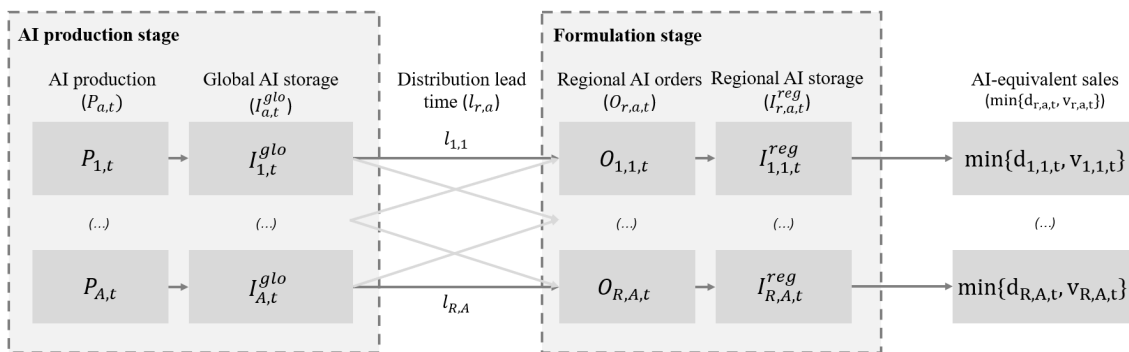 AI production stage
Formulation stage
AI production
(P_{a,t})
Global AI storage
(I_{a,t}^{glo})
Distribution lead
time (l_{r,a})
Regional AI orders
(O_{r,a,t})
Regional AI storage
(I_{r,a,t}^{reg})
AI-equivalent sales
(min{d_{r,a,t}, v_{r,a,t}})
P_{1,t}
I_{1,t}^{glo}
l_{1,1}
O_{1,1,t}
I_{1,1,t}^{reg}
min{d_{1,1,t}, v_{1,1,t}}
(...)
(...)
(...)
(...)
(...)
P_{A,t}
I_{A,t}^{glo}
l_{R,A}
O_{R,A,t}
I_{R,A,t}^{reg}
min{d_{R,A,t}, v_{R,A,t}}